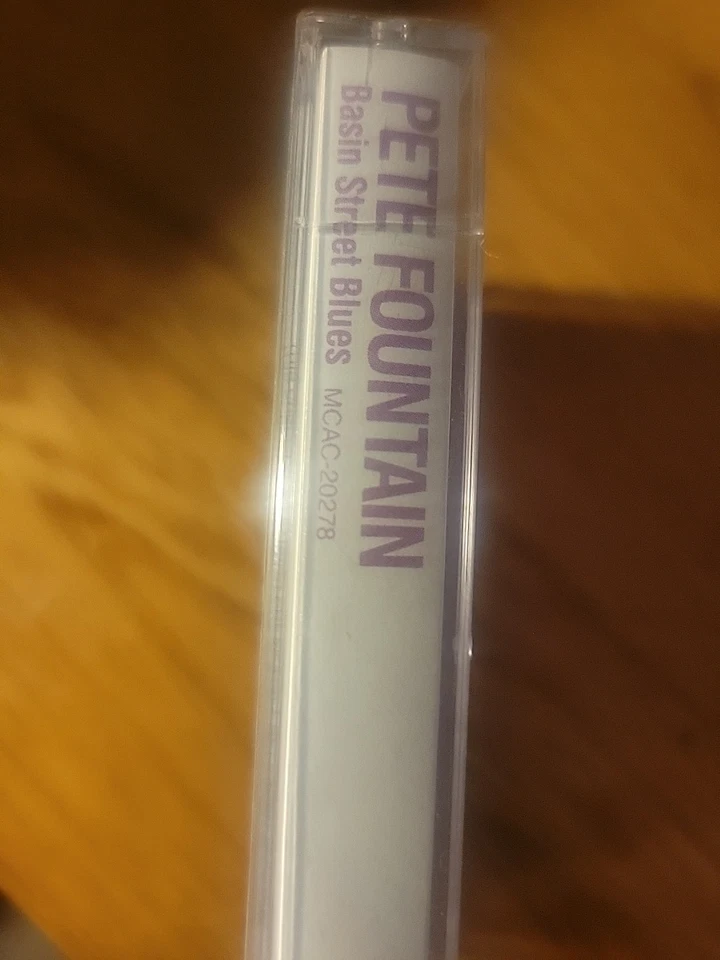 PETE FOUNTAIN
Basin Street Blues MCAC-20278